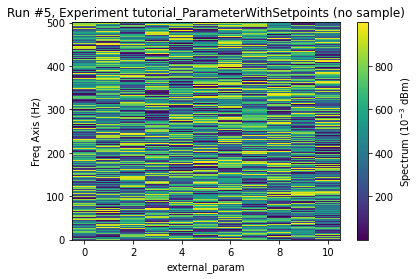 Run #5, Experiment tutorial_ParameterWithSetpoints (no sample)
500
400
300
200
100
0
Freq Axis (Hz)
0 2 4 6 8 10
external_param
800
600
400
200
Spectrum (10⁻³ dBm)